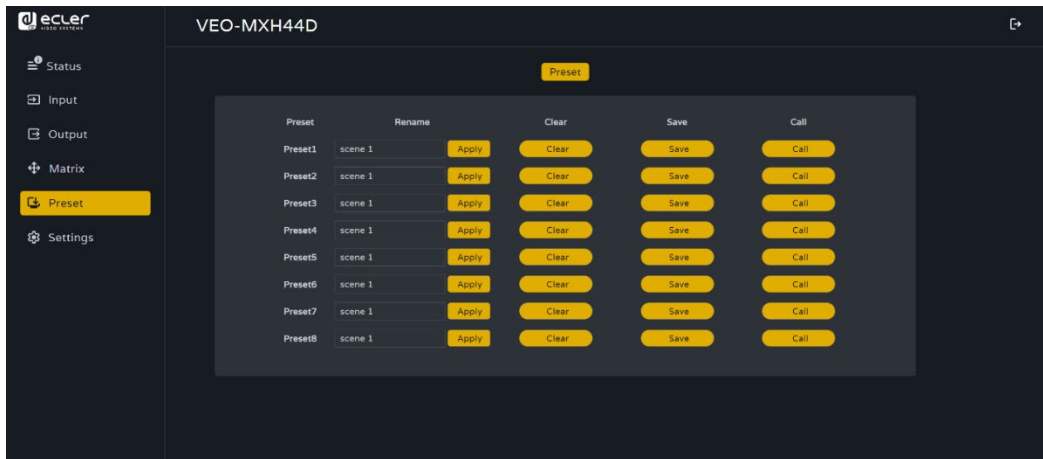 ecler
VIDEO SYSTEMS
VEO-MXH44D
Status
Input
Output
Matrix
Preset
Settings
Preset
Preset Rename Clear Save Call
Preset1 scene 1 Apply Clear Save Call
Preset2 scene 1 Apply Clear Save Call
Preset3 scene 1 Apply Clear Save Call
Preset4 scene 1 Apply Clear Save Call
Preset5 scene 1 Apply Clear Save Call
Preset6 scene 1 Apply Clear Save Call
Preset7 scene 1 Apply Clear Save Call
Preset8 scene 1 Apply Clear Save Call